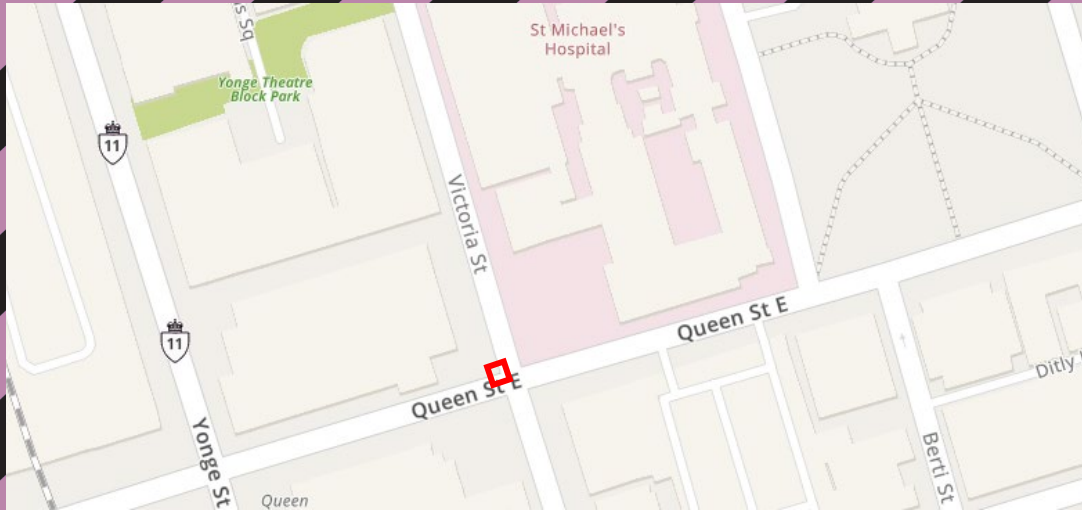 s Sq
St Michael's
Hospital
Yonge Theatre
Block Park
11
Victoria St
11
Queen St E
Queen St E
Ditly
Yonge St
Berti St
Queen